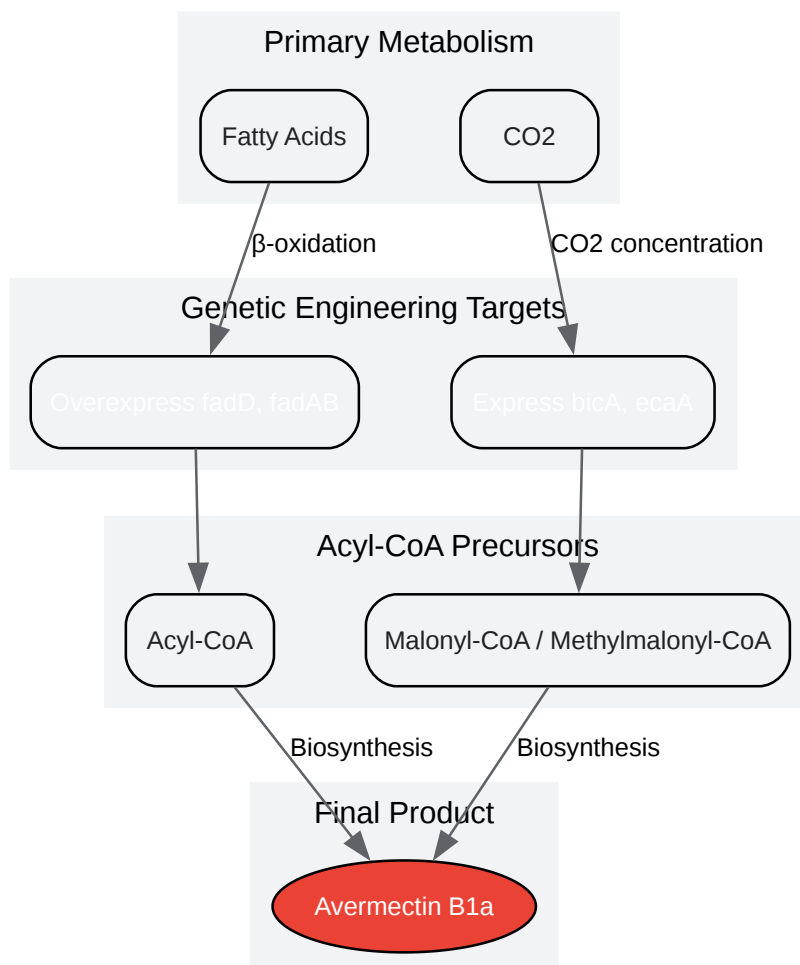 Primary Metabolism
Fatty Acids
CO2
β-oxidation
CO2 concentration
Genetic Engineering Targets
Overexpress fadD, fadAB
Express bicA, ecaA
Acyl-CoA Precursors
Acyl-CoA
Malonyl-CoA / Methylmalonyl-CoA
Biosynthesis
Biosynthesis
Final Product
Avermectin B1a